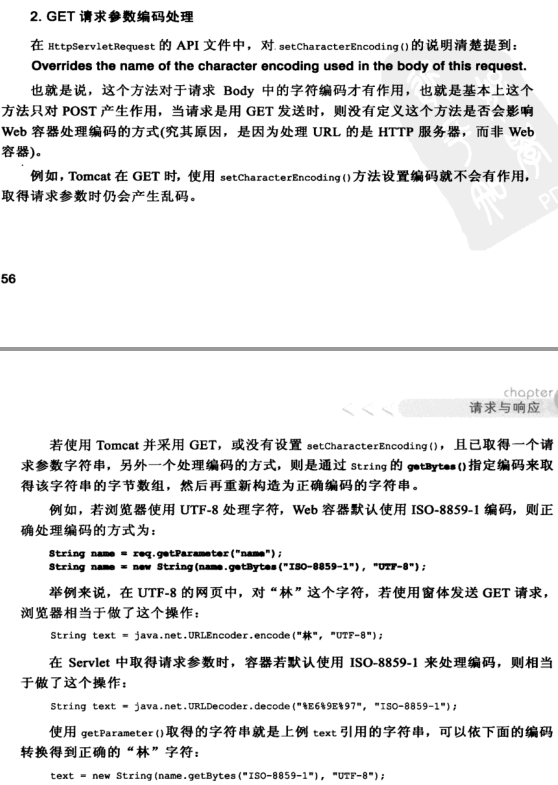 2. GET 请求参数编码处理
在 HttpServletRequest 的 API 文件中，对 setCharacterEncoding()的说明清楚提到：
Overrides the name of the character encoding used in the body of this request.
也就是说，这个方法对于请求 Body 中的字符编码才有作用，也就是基本上这个
方法只对 POST 产生作用，当请求是用 GET 发送时，则没有定义这个方法是否会影响
Web 容器处理编码的方式(究其原因，是因为处理 URL 的是 HTTP 服务器，而非 Web
容器)。
例如，Tomcat 在 GET 时，使用 setCharacterEncoding()方法设置编码就不会有作用，
取得请求参数时仍会产生乱码。
56
chapter
请求与响应
若使用 Tomcat 并采用 GET，或没有设置 setCharacterEncoding()，且已取得一个请
求参数字符串，另外一个处理编码的方式，则是通过 String 的 getBytes()指定编码来取
得该字符串的字节数组，然后再重新构造为正确编码的字符串。
例如，若浏览器使用 UTF-8 处理字符，Web 容器默认使用 ISO-8859-1 编码，则正
确处理编码的方式为：
String name = req.getParameter("name");
String name = new String(name.getBytes("ISO-8859-1"), "UTF-8");
举例来说，在 UTF-8 的网页中，对“林”这个字符，若使用窗体发送 GET 请求，
浏览器相当于做了这个操作：
String text = java.net.URLEncoder.encode("林", "UTF-8");
在 Servlet 中取得请求参数时，容器若默认使用 ISO-8859-1 来处理编码，则相当
于做了这个操作：
String text = java.net.URLDecoder.decode("%E6%9E%97", "ISO-8859-1");
使用 getParameter()取得的字符串就是上例 text 引用的字符串，可以依下面的编码
转换得到正确的“林”字符：
text = new String(name.getBytes("ISO-8859-1"), "UTF-8");